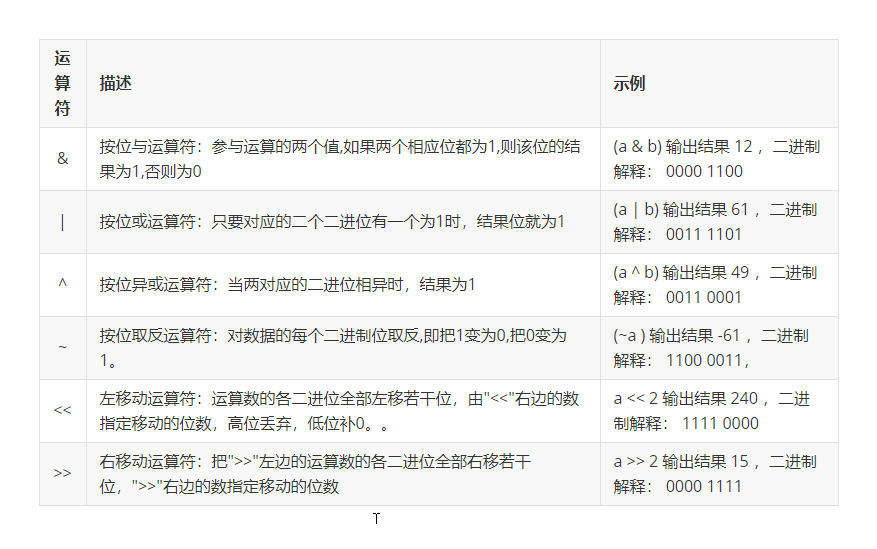 运
算
符
描述
示例
&
按位与运算符：参与运算的两个值,如果两个相应位都为1,则该位的结
果为1,否则为0
(a & b) 输出结果 12 ，二进制
解释： 0000 1100
|
按位或运算符：只要对应的二个二进位有一个为1时，结果位就为1
(a | b) 输出结果 61 ，二进制
解释： 0011 1101
^
按位异或运算符：当两对应的二进位相异时，结果为1
(a ^ b) 输出结果 49 ，二进制
解释： 0011 0001
~
按位取反运算符：对数据的每个二进制位取反,即把1变为0,把0变为
1。
(~a ) 输出结果 -61 ，二进制
解释： 1100 0011，
<<
左移动运算符：运算数的各二进位全部左移若干位，由"<<"右边的数
指定移动的位数，高位丢弃，低位补0。。
a << 2 输出结果 240 ，二进
制解释： 1111 0000
>>
右移动运算符：把">>"左边的运算数的各二进位全部右移若干
位，">>"右边的数指定移动的位数
a >> 2 输出结果 15 ，二进制
解释： 0000 1111